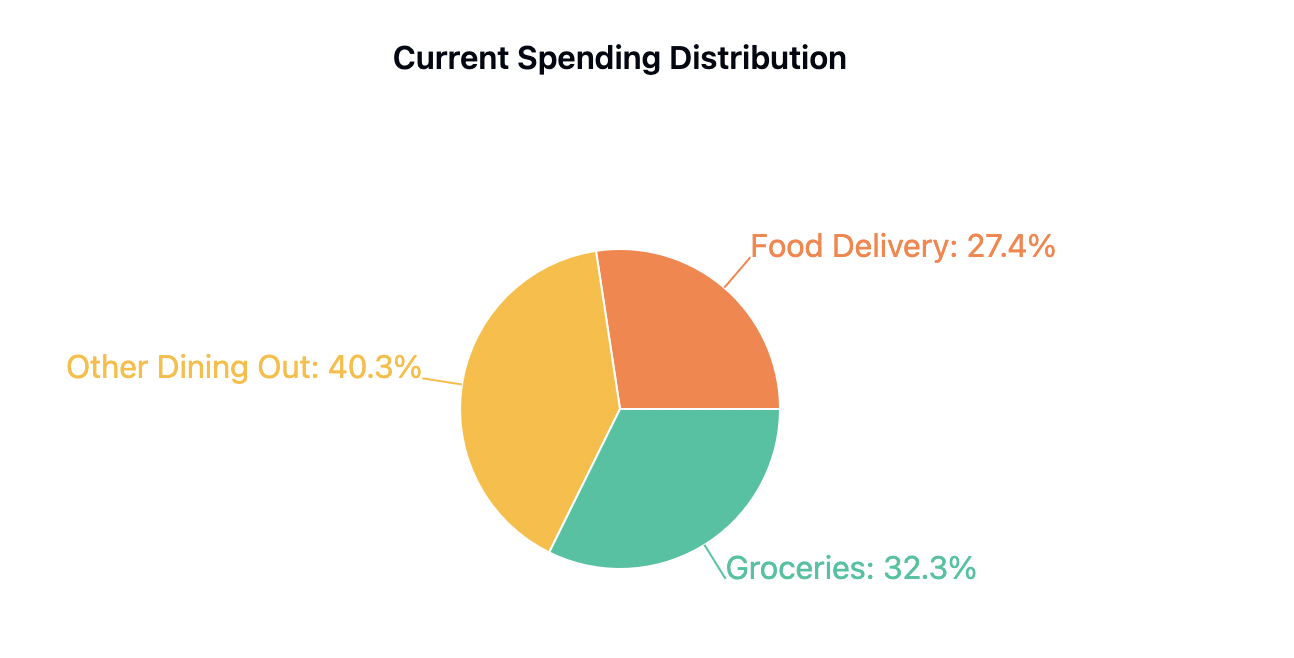 Current Spending Distribution
Food Delivery: 27.4%
Other Dining Out: 40.3%
Groceries: 32.3%